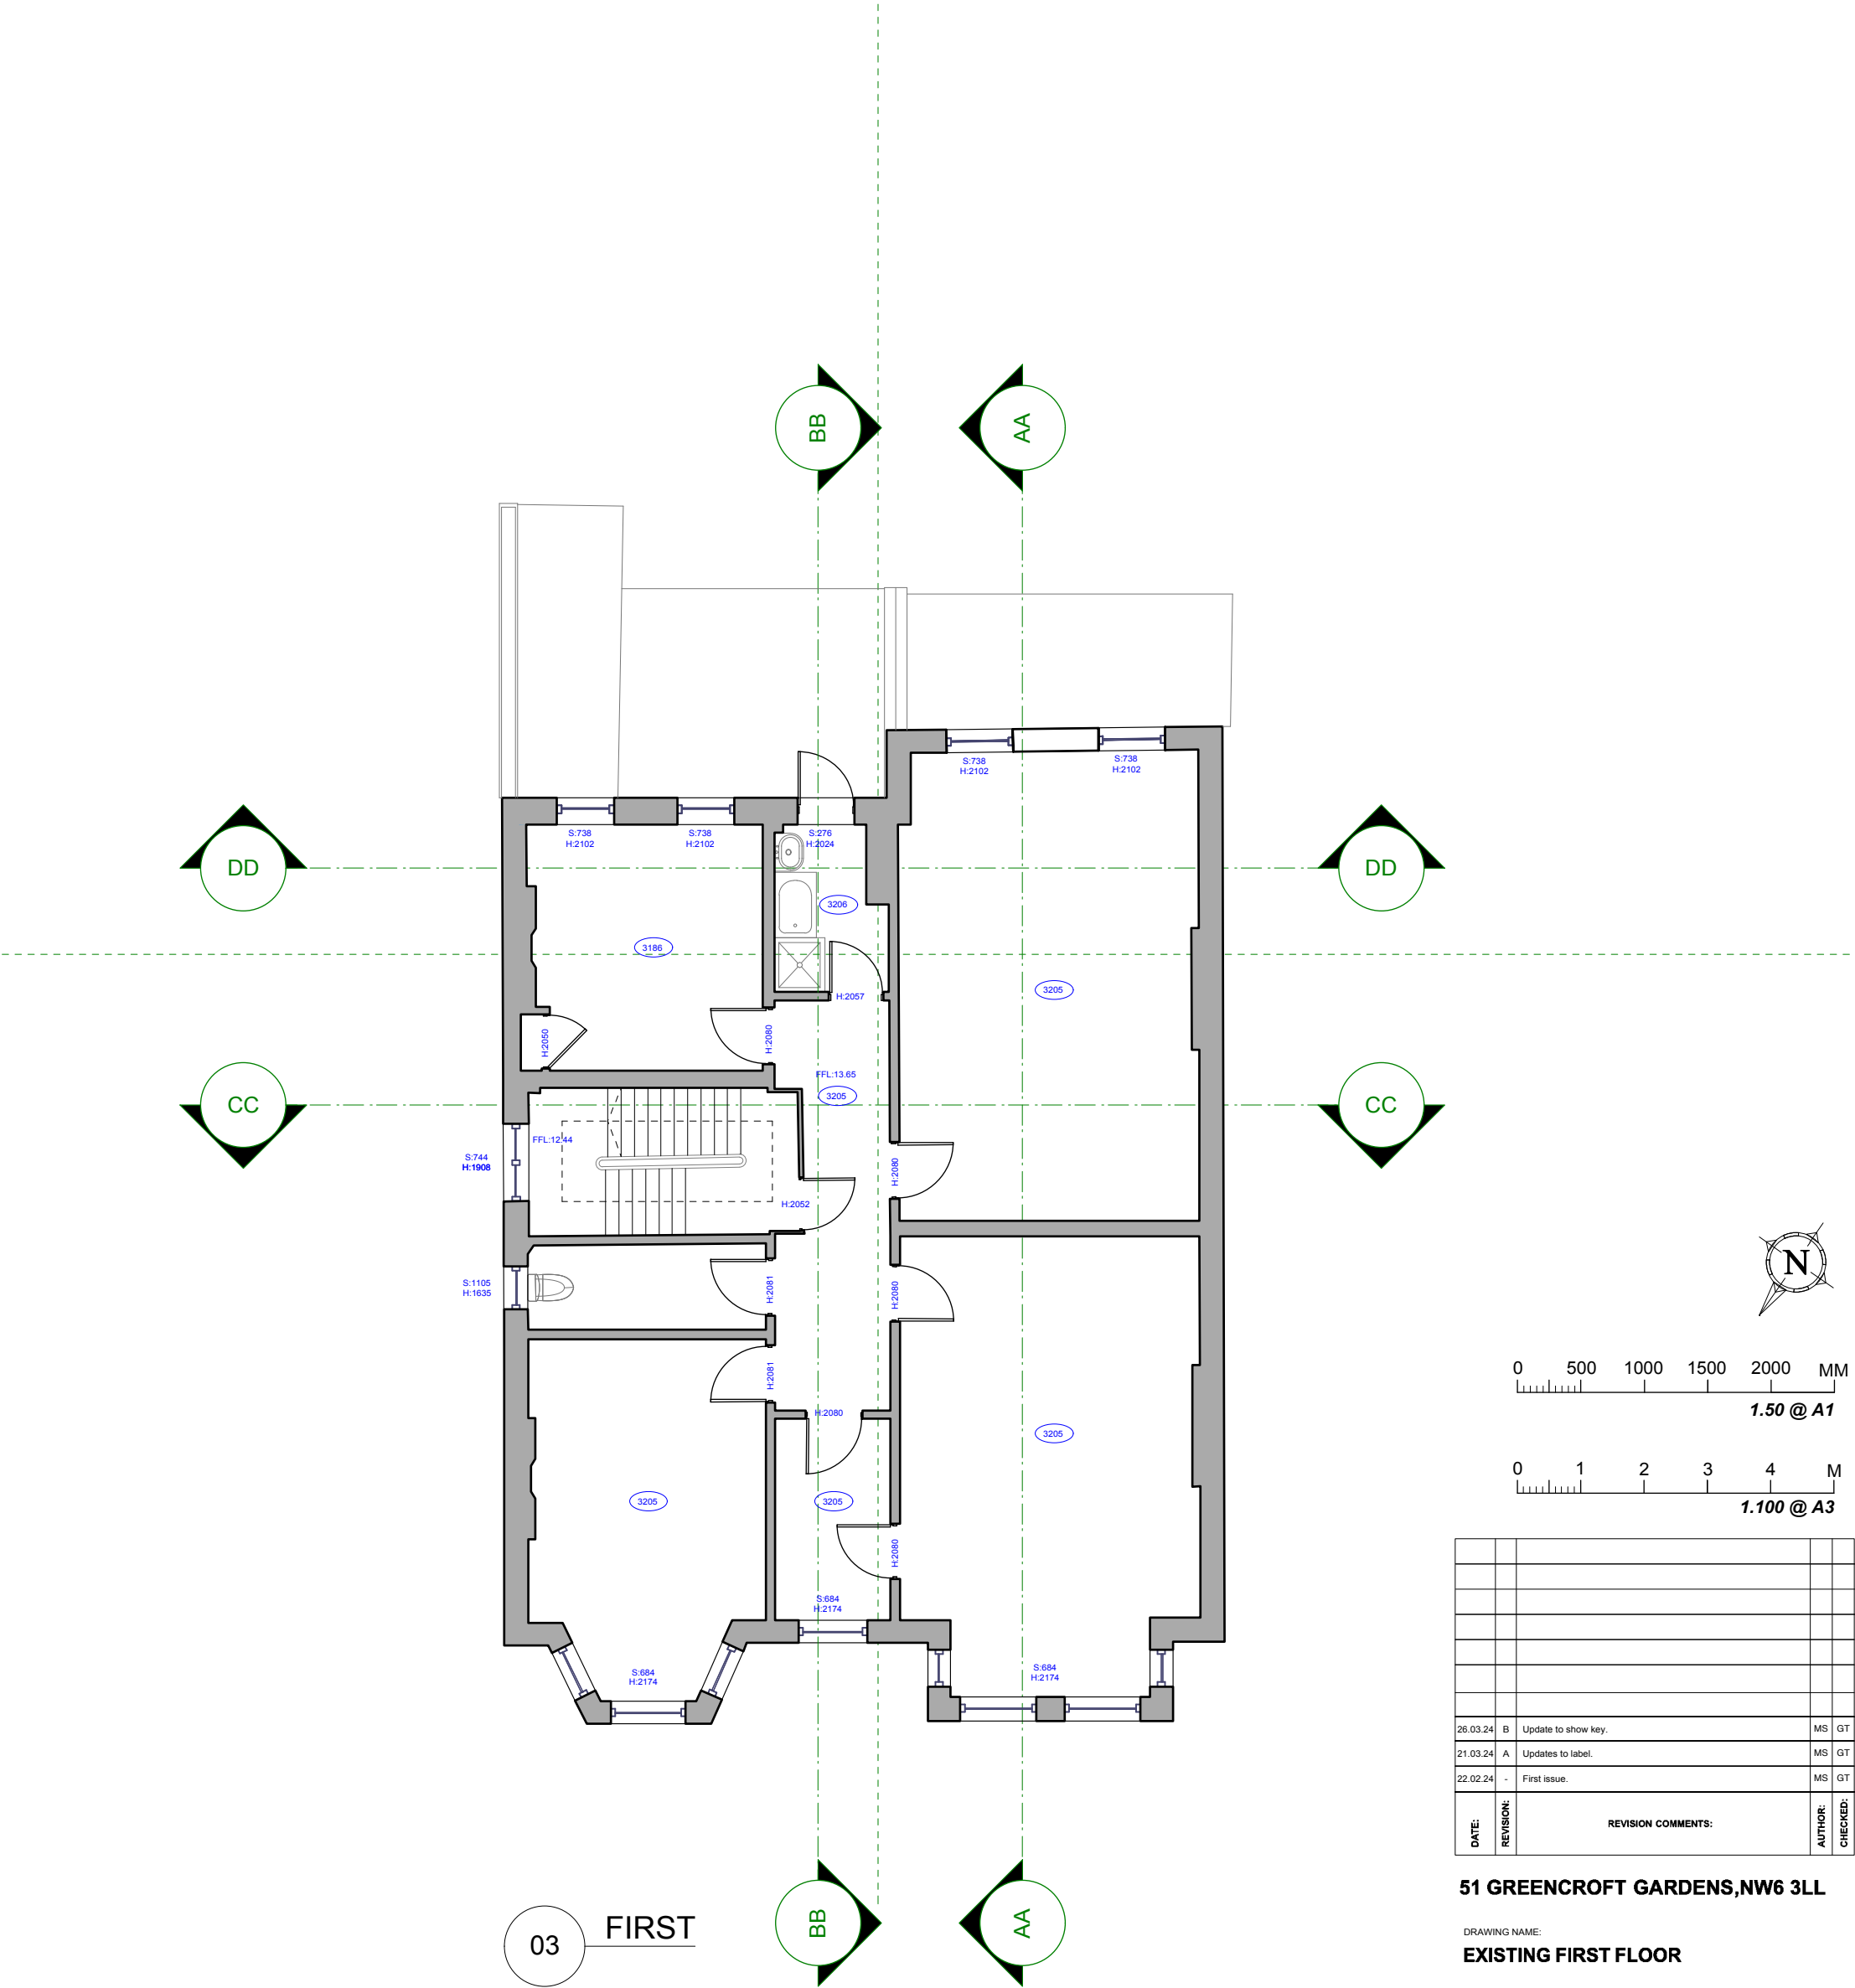 BB
AA
S:738
H:2102
S:738
H:2102
S:738
H:2102
S:738
H:2102
S:276
H:2024
DD
DD
3206
3186
3205
H:2057
H:2050
H:2080
FFL:13.65
3205
CC
CC
FFL:12.44
S:744
H:1908
H:2080
H:2052
N
S:1105
H:1635
H:2081
H:2080
H:2081
H:2080
3205
3205
3205
H:2080
S:684
H:2174
S:684
H:2174
S:684
H:2174
0 500 1000 1500 2000 MM
1.50 @ A1
0 1 2 3 4 M
1.100 @ A3
26.03.24 B Update to show key. MS GT
21.03.24 A Updates to label. MS GT
22.02.24 - First issue. MS GT
DATE: REVISION: REVISION COMMENTS: AUTHOR: CHECKED:
51 GREENCROFT GARDENS,NW6 3LL
DRAWING NAME:
EXISTING FIRST FLOOR
03 FIRST
BB
AA